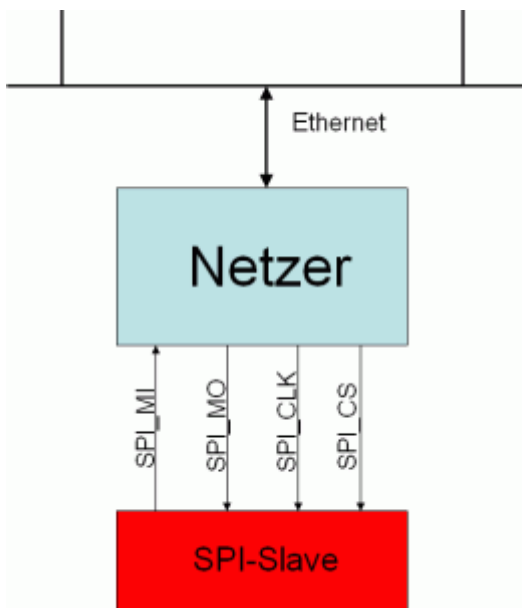 Ethernet
Netzer
SPI_MI
SPI_MO
SPI_CLK
SPI_CS
SPI-Slave